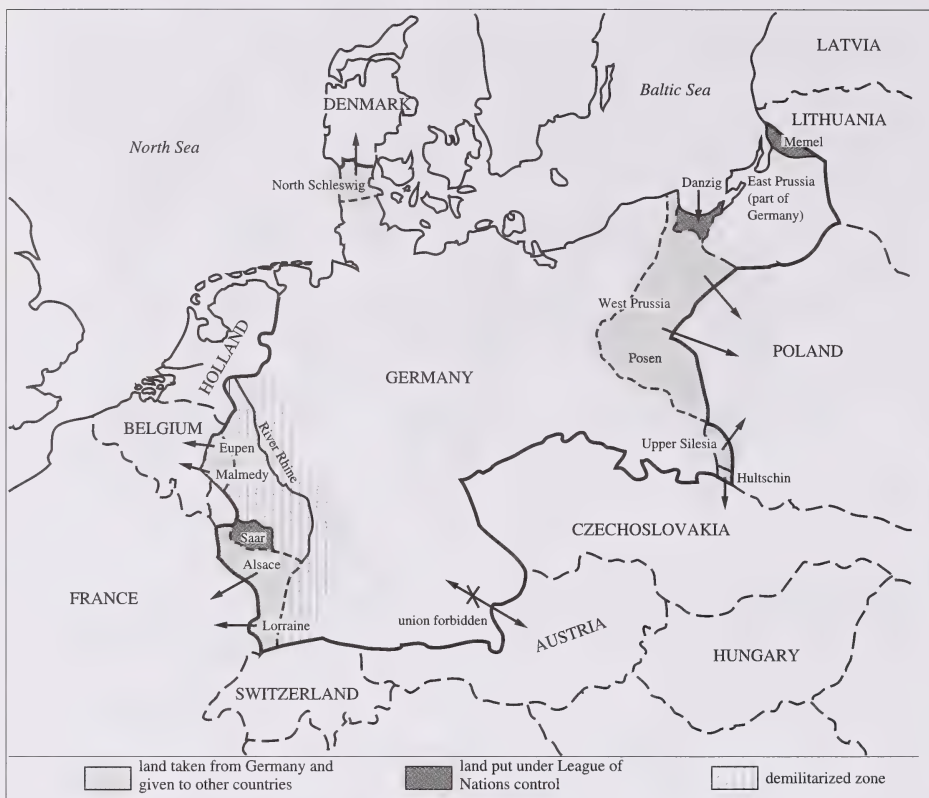 LATVIA
Baltic Sea
DENMARK
LITHUANIA
Memel
North Sea
North Schleswig
Danzig
East Prussia
(part of
Germany)
West Prussia
HOLLAND
POLAND
Posen
GERMANY
BELGIUM
River Rhine
Eupen
Upper Silesia
Malmedy
Hultschin
CZECHOSLOVAKIA
Saar
Alsace
FRANCE
union forbidden
Lorraine
AUSTRIA
HUNGARY
SWITZERLAND
land taken from Germany and
given to other countries
land put under League of
Nations control
demilitarized zone